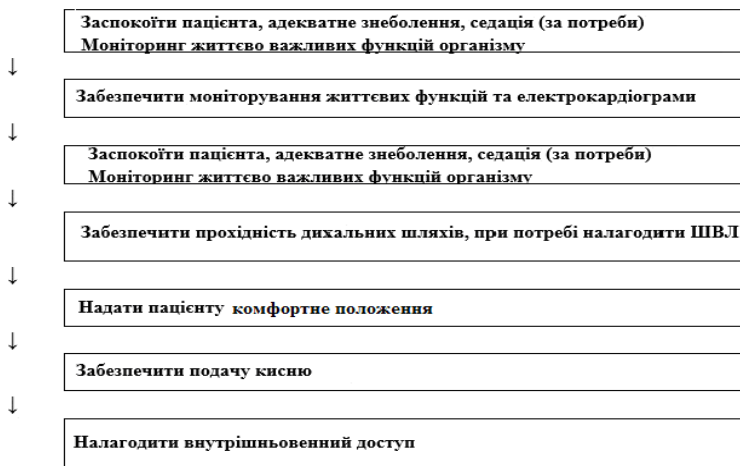 Заспокоїти пацієнта, адекватне знеболення, седація (за потреби)
Моніторинг життєво важливих функцій організму
↓
Забезпечити моніторування життєвих функцій та електрокардіограми
↓
Заспокоїти пацієнта, адекватне знеболення, седація (за потреби)
Моніторинг життєво важливих функцій організму
↓
Забезпечити прохідність дихальних шляхів, при потребі налагодити ШВЛ
↓
Надати пацієнту комфортне положення
↓
Забезпечити подачу кисню
↓
Налагодити внутрішньовенний доступ